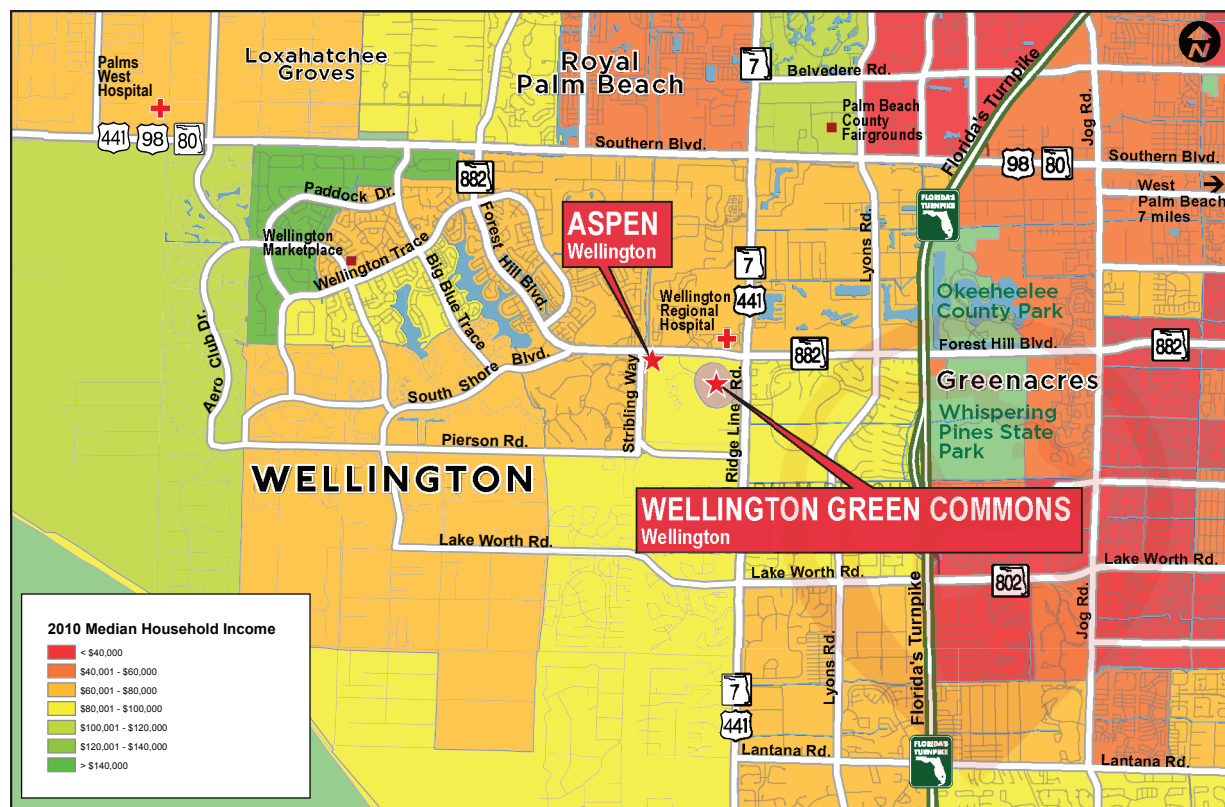 Palms
West
Hospital
Loxahatchee
Groves
Royal
Palm Beach
7
Belvedere Rd.
Palm Beach
County
Fairgrounds
Florida's Turnpike
Jog Rd.
N
441
98
80
Southern Blvd.
98
80
Southern Blvd.
West
Palm Beach
7 miles
882
Paddock Dr.
Wellington
Marketplace
Wellington Trace
Big Blue Trace
Forest Hill Blvd.
ASPEN
Wellington
Lyons Rd.
FLORIDA'S
TURNPIKE
7
441
Wellington
Regional
Hospital
Okeeheelee
County Park
Aero Club Dr.
South Shore Blvd.
882
Forest Hill Blvd.
882
Greenacres
Whispering
Pines State
Park
Stribling Way
Ridge Line Rd.
Pierson Rd.
WELLINGTON
WELLINGTON GREEN COMMONS
Wellington
Lake Worth Rd.
Lake Worth Rd.
802
Lake Worth Rd.
Jog Rd.
Florida's Turnpike
Lyons Rd.
7
441
Lantana Rd.
FLORIDA'S
TURNPIKE
Lantana Rd.
2010 Median Household Income
< $40,000
$40,001 - $60,000
$60,001 - $80,000
$80,001 - $100,000
$100,001 - $120,000
$120,001 - $140,000
> $140,000